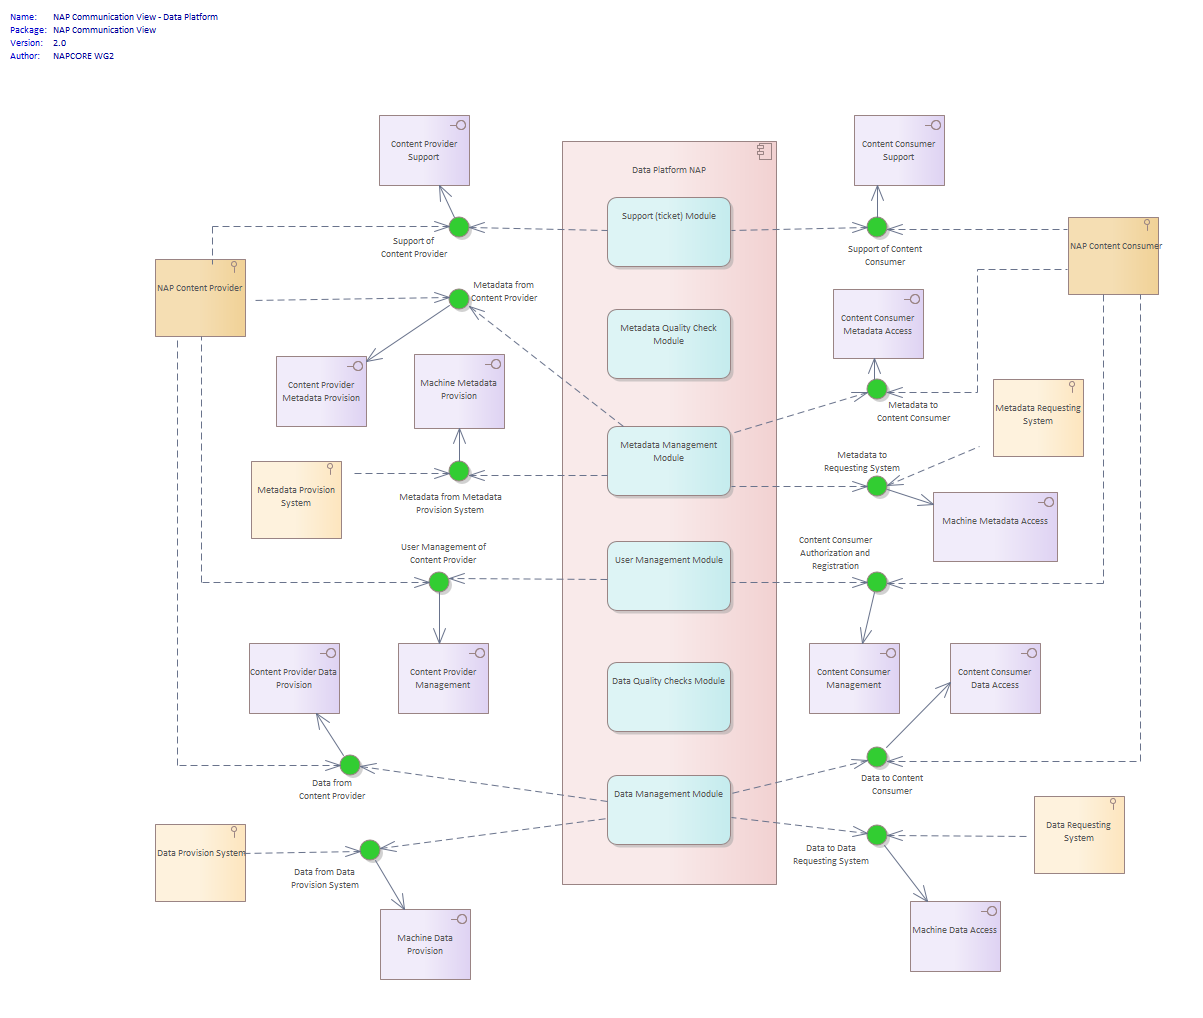 Name: NAP Communication View - Data Platform
Package: NAP Communication View
Version: 2.0
Author: NAPCORE WG2
Content Provider
Support
Content Consumer
Support
Data Platform NAP
Support (ticket) Module
Support of
Content Provider
Support of Content
Consumer
NAP Content Consumer
NAP Content Provider
Metadata from
Content Provider
Content Consumer
Metadata Access
Metadata Quality Check
Module
Content Provider
Metadata Provision
Machine Metadata
Provision
Metadata to
Content Consumer
Metadata Requesting
System
Metadata Management
Module
Metadata to
Requesting System
Metadata Provision
System
Metadata from Metadata
Provision System
Machine Metadata Access
User Management of
Content Provider
Content Consumer
Authorization and
Registration
User Management Module
Content Provider Data
Provision
Content Provider
Management
Data Quality Checks Module
Content Consumer
Management
Content Consumer
Data Access
Data from
Content Provider
Data Management Module
Data to Content
Consumer
Data Requesting
System
Data Provision System
Data to Data
Requesting System
Data from Data
Provision System
Machine Data
Provision
Machine Data Access